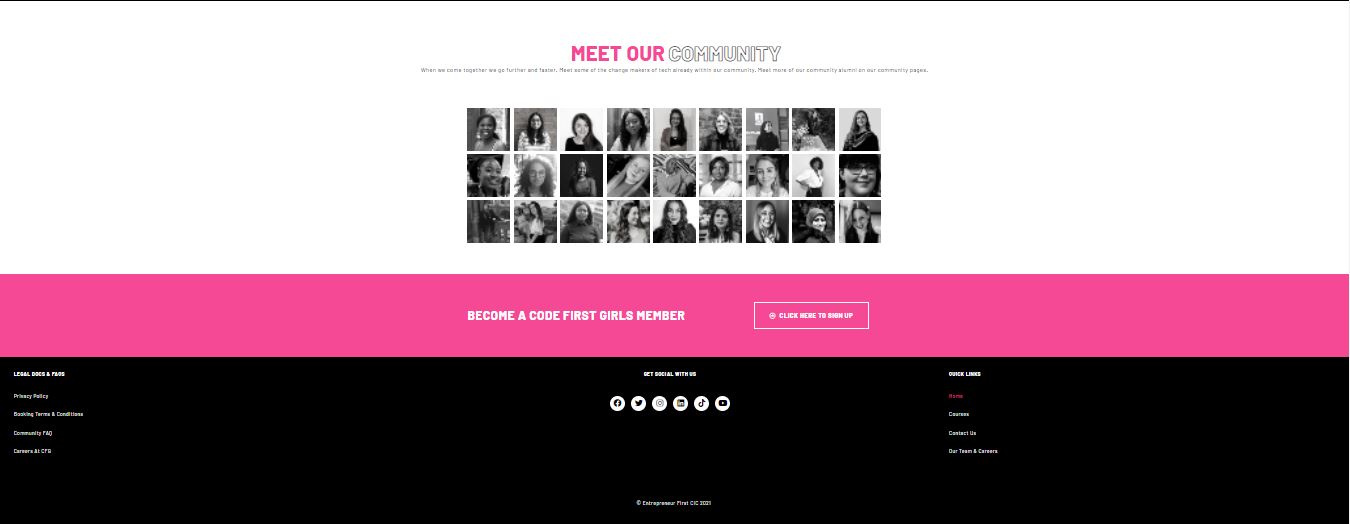 MEET OUR COMMUNITY
When we come together we go further and faster. Meet some of the change makers of tech already within our community. Meet more of our community alumni on our community pages.
BECOME A CODE FIRST GIRLS MEMBER
CLICK HERE TO SIGN UP
LEGAL DOCS & FAQS
Privacy Policy
Booking Terms & Conditions
Community FAQ
Careers At CFG
GET SOCIAL WITH US
QUICK LINKS
Home
Courses
Contact Us
Our Team & Careers
© Entrepreneur First CIC 2021